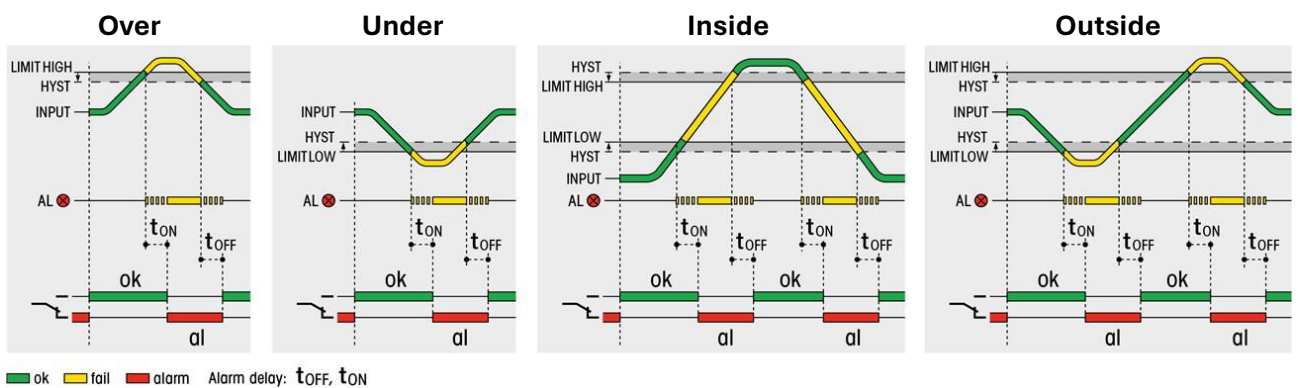 Over
Under
Inside
Outside
LIMIT HIGH
HYST
INPUT
AL
tON
tOFF
ok
al
INPUT
HYST
LIMIT LOW
AL
tON
tOFF
ok
al
HYST
LIMIT HIGH
LIMIT LOW
HYST
INPUT
AL
tON
tOFF
tON
tOFF
ok
ok
al
al
LIMIT HIGH
HYST
INPUT
HYST
LIMIT LOW
AL
tON
tOFF
tON
tOFF
ok
ok
al
al
ok fail alarm Alarm delay: tOFF, tON